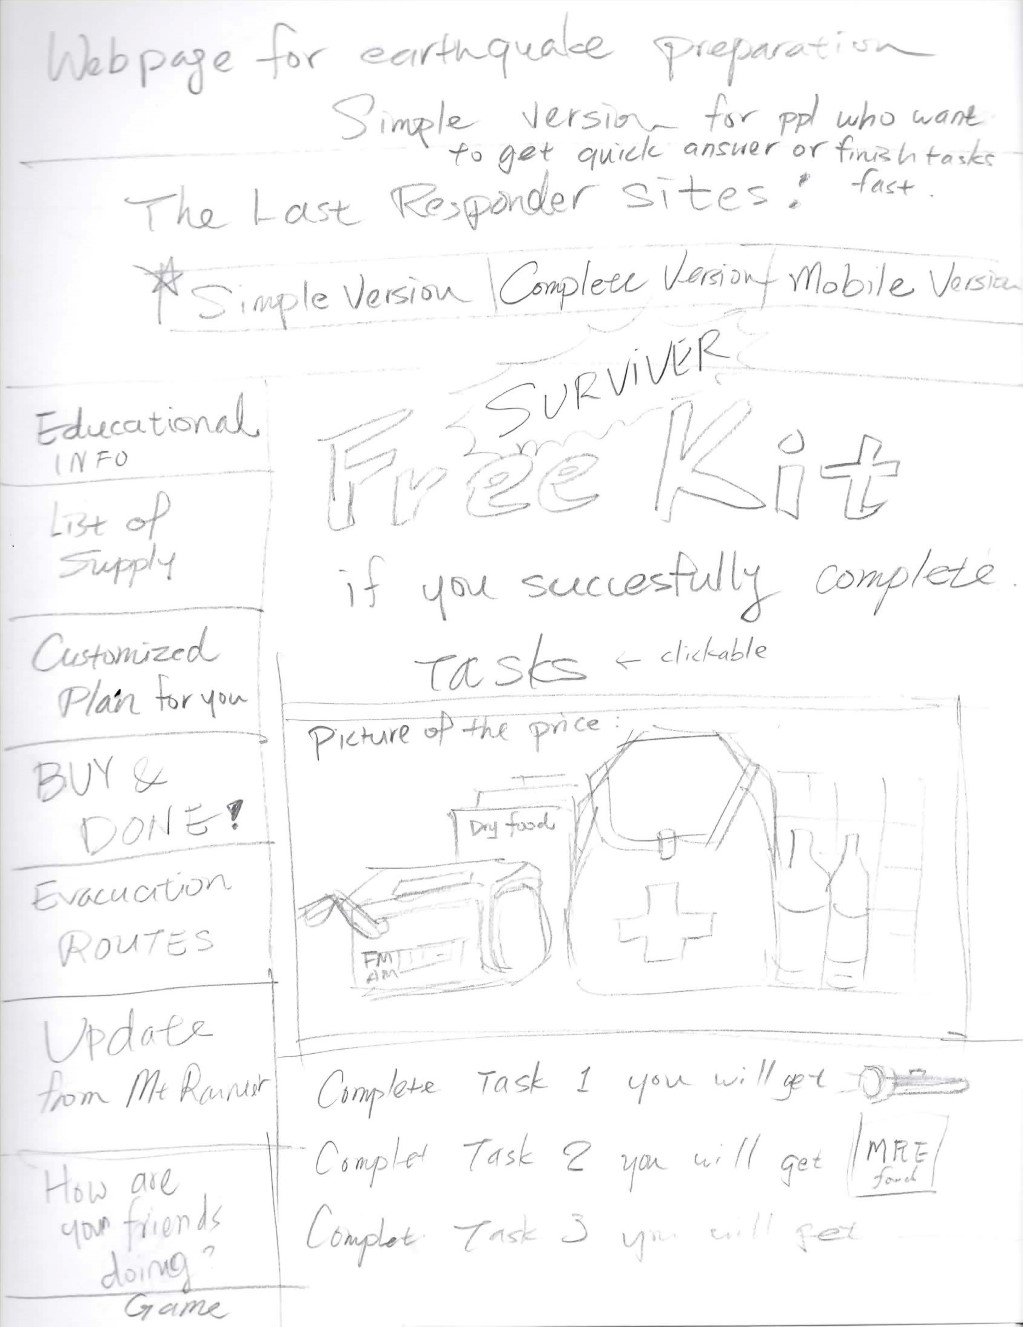 Webpage for earthquake preparation
Simple version for ppl who want
to get quick answer or finish tasks
fast.
The Last Responder Sites:
Simple Version | Complete Version | Mobile Version
Educational
INFO
List of
Supply
Customized
Plan for you
BUY &
DONE!
Evacuation
ROUTES
Update
from Mt Rainier
How are
your friends
doing?
Game
SURVIVER
Free Kit
if you succesfully complete.
Tasks ← clickable
Picture of the price:
Dry food
FM
AM
Complete Task 1 you will get
Complet Task 2 you will get
MRE
food
Complet Task 3 you will get